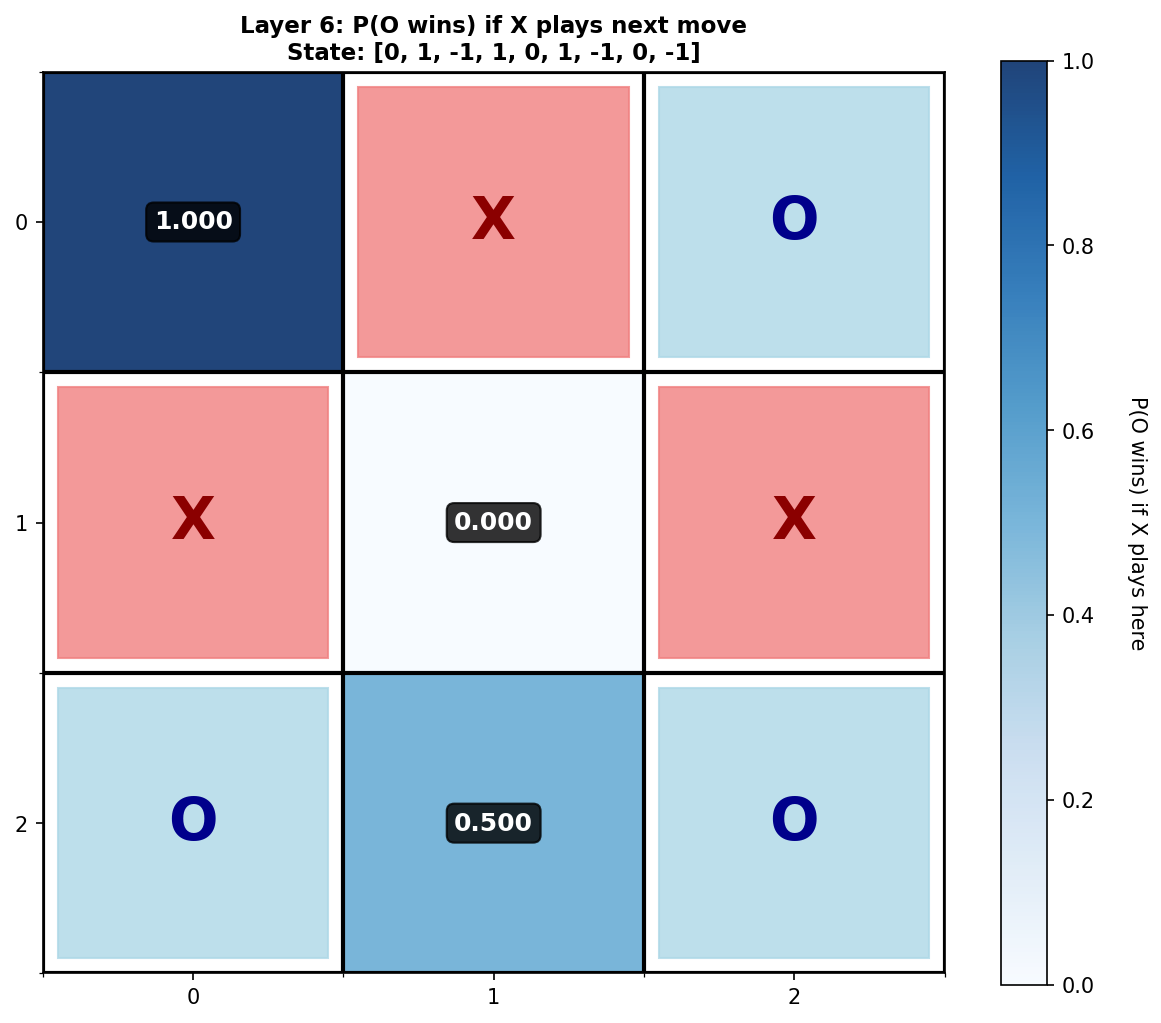 Layer 6: P(O wins) if X plays next move
State: [0, 1, -1, 1, 0, 1, -1, 0, -1]
1.0
0 1.000 X O
0.8
0.6
1 X 0.000 X
P(O wins) if X plays here
0.4
2 O 0.500 O
0.2
0.0
0 1 2